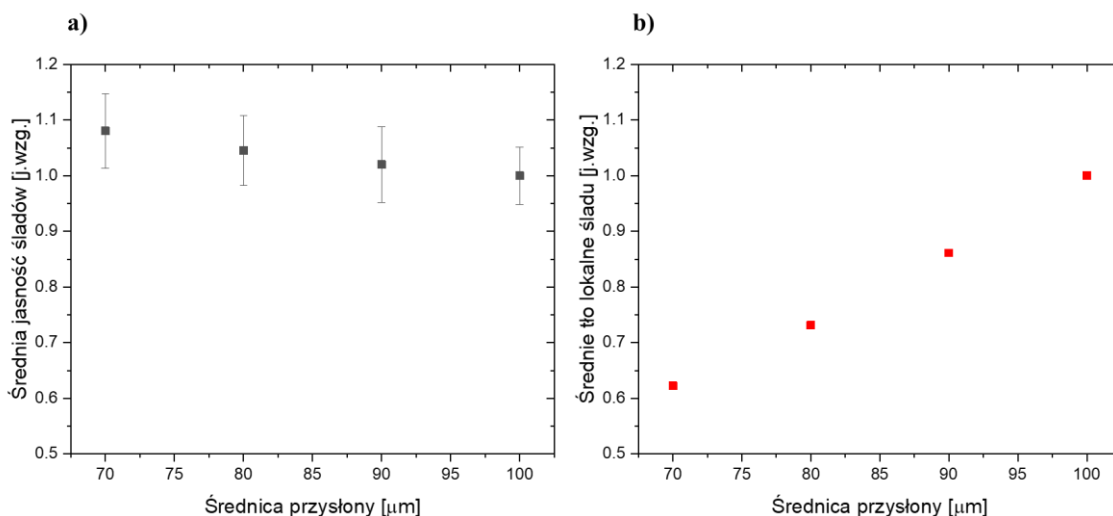 a)
1.2
1.1
1.0
0.9
0.8
0.7
0.6
0.5
70 75 80 85 90 95 100
Średnia jasność śladów [j.wzg.]
Średnica przysłony [μm]
b)
1.2
1.1
1.0
0.9
0.8
0.7
0.6
0.5
70 75 80 85 90 95 100
Średnie tło lokalne śladu [j.wzg.]
Średnica przysłony [μm]